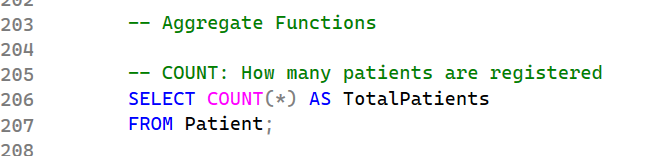 202
203 -- Aggregate Functions
204
205 -- COUNT: How many patients are registered
206 SELECT COUNT(*) AS TotalPatients
207 FROM Patient;
208